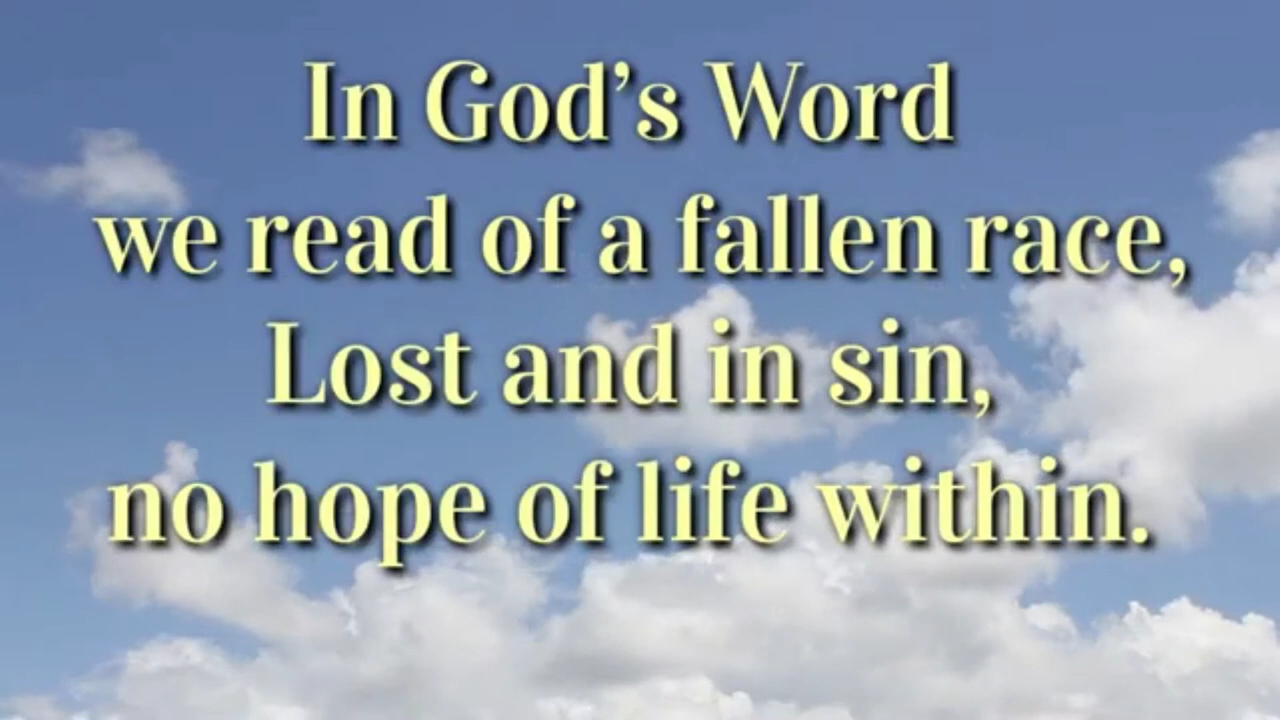 In God’s Word
we read of a fallen race,
Lost and in sin,
no hope of life within.